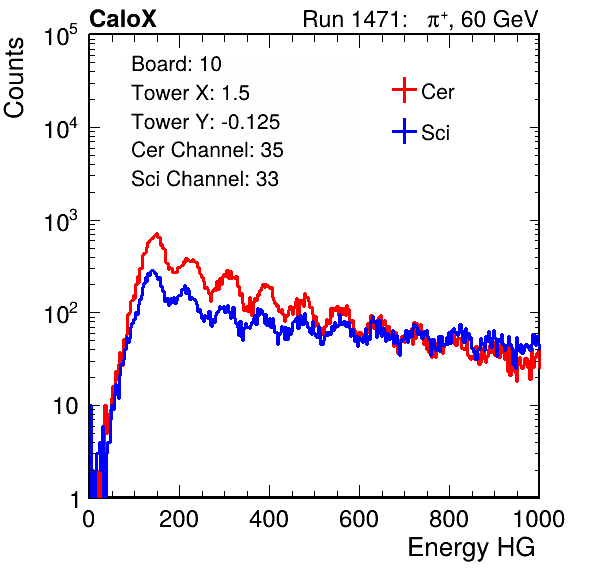 CaloX Run 1471: π⁺, 60 GeV
Counts
10⁵
10⁴
10³
10²
10
1
Board: 10
Tower X: 1.5
Tower Y: -0.125
Cer Channel: 35
Sci Channel: 33
Cer
Sci
0 200 400 600 800 1000
Energy HG